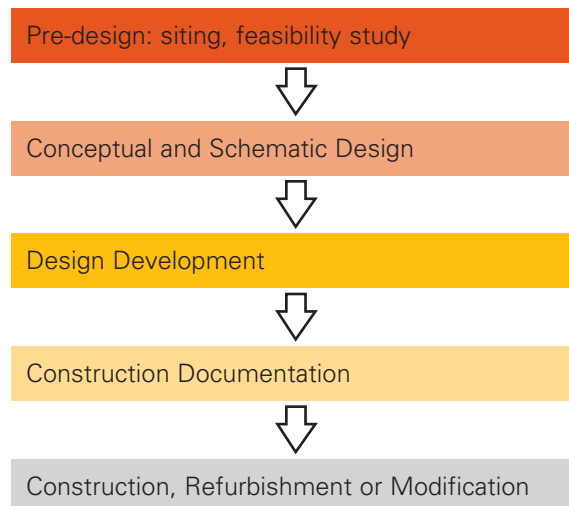 Pre-design: siting, feasibility study
Conceptual and Schematic Design
Design Development
Construction Documentation
Construction, Refurbishment or Modification